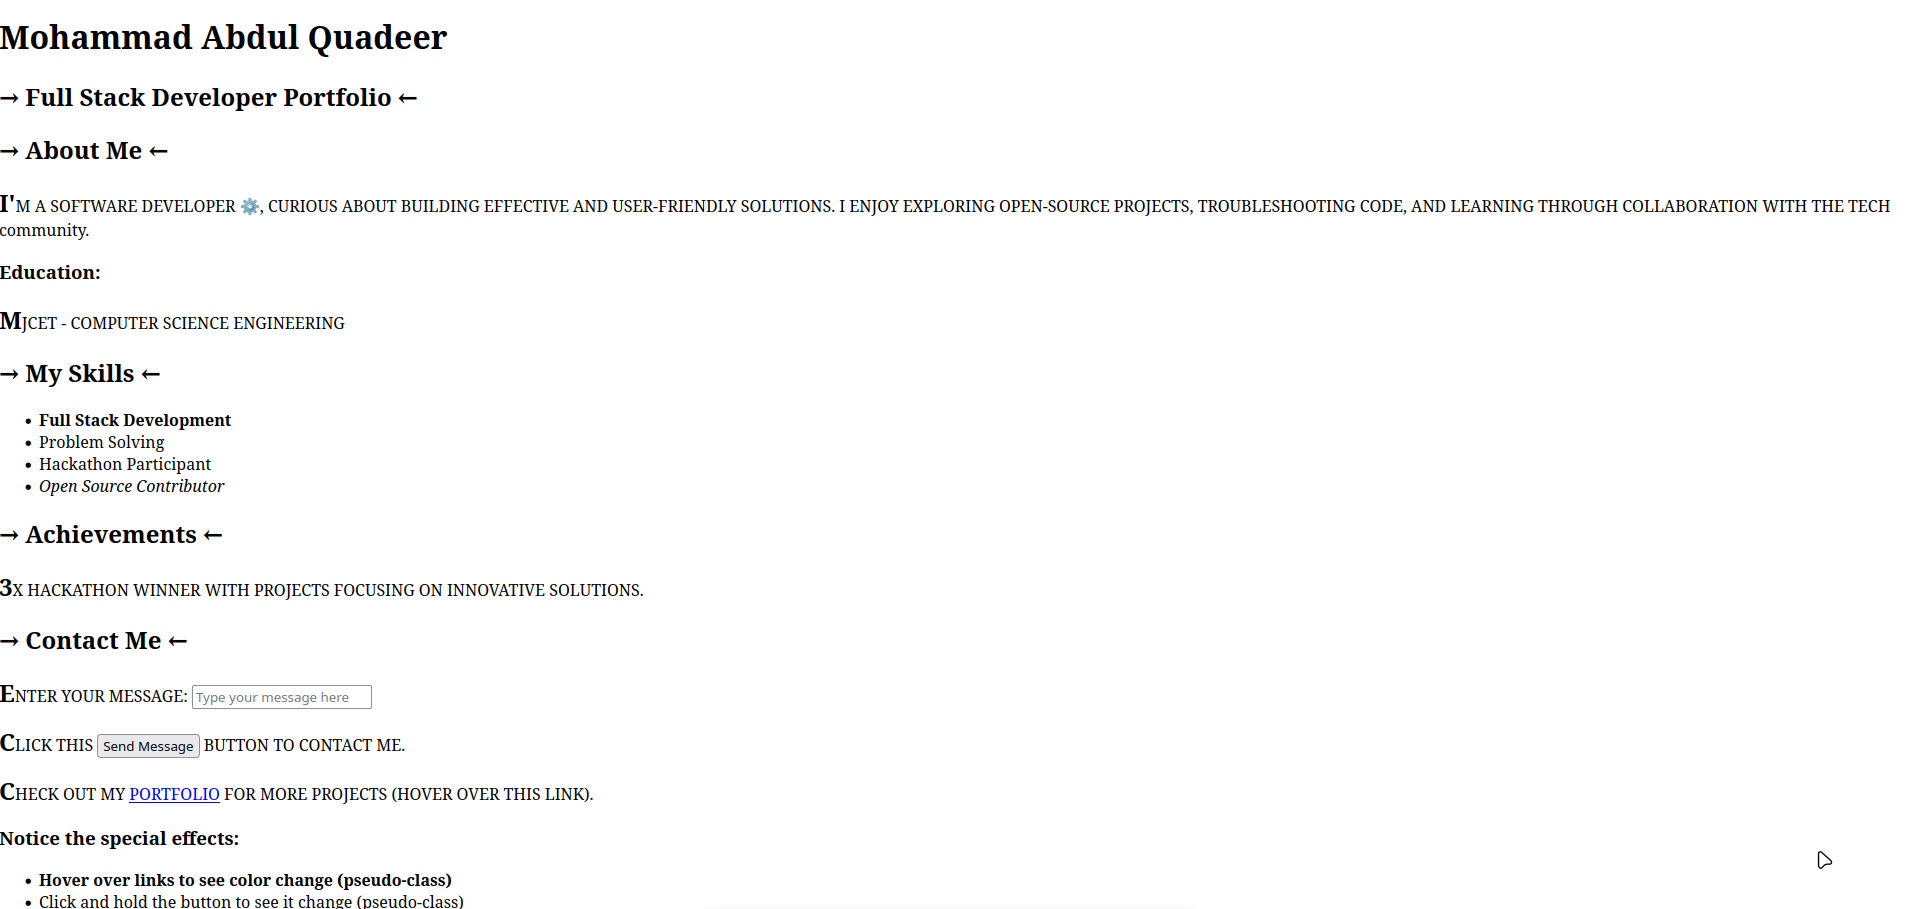 Mohammad Abdul Quadeer
→ Full Stack Developer Portfolio ←
→ About Me ←
I'M A SOFTWARE DEVELOPER ⚙️, CURIOUS ABOUT BUILDING EFFECTIVE AND USER-FRIENDLY SOLUTIONS. I ENJOY EXPLORING OPEN-SOURCE PROJECTS, TROUBLESHOOTING CODE, AND LEARNING THROUGH COLLABORATION WITH THE TECH
community.
Education:
MJCET - COMPUTER SCIENCE ENGINEERING
→ My Skills ←
• Full Stack Development
• Problem Solving
• Hackathon Participant
• Open Source Contributor
→ Achievements ←
3X HACKATHON WINNER WITH PROJECTS FOCUSING ON INNOVATIVE SOLUTIONS.
→ Contact Me ←
ENTER YOUR MESSAGE: Type your message here
CLICK THIS Send Message BUTTON TO CONTACT ME.
CHECK OUT MY PORTFOLIO FOR MORE PROJECTS (HOVER OVER THIS LINK).
Notice the special effects:
• Hover over links to see color change (pseudo-class)
• Click and hold the button to see it change (pseudo-class)